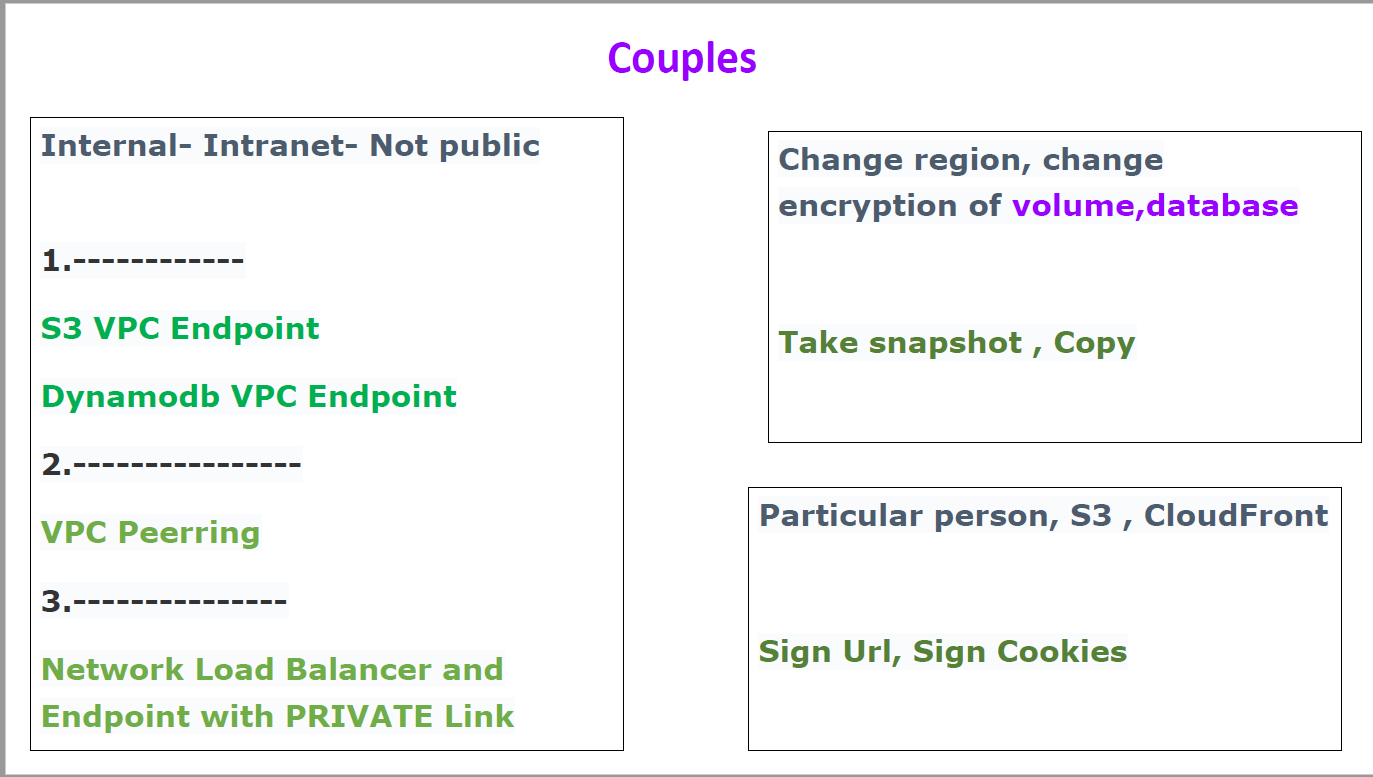 Couples
Internal- Intranet- Not public
1.------------
S3 VPC Endpoint
Dynamodb VPC Endpoint
2.----------------
VPC Peerring
3.---------------
Network Load Balancer and
Endpoint with PRIVATE Link
Change region, change
encryption of volume,database
Take snapshot , Copy
Particular person, S3 , CloudFront
Sign Url, Sign Cookies